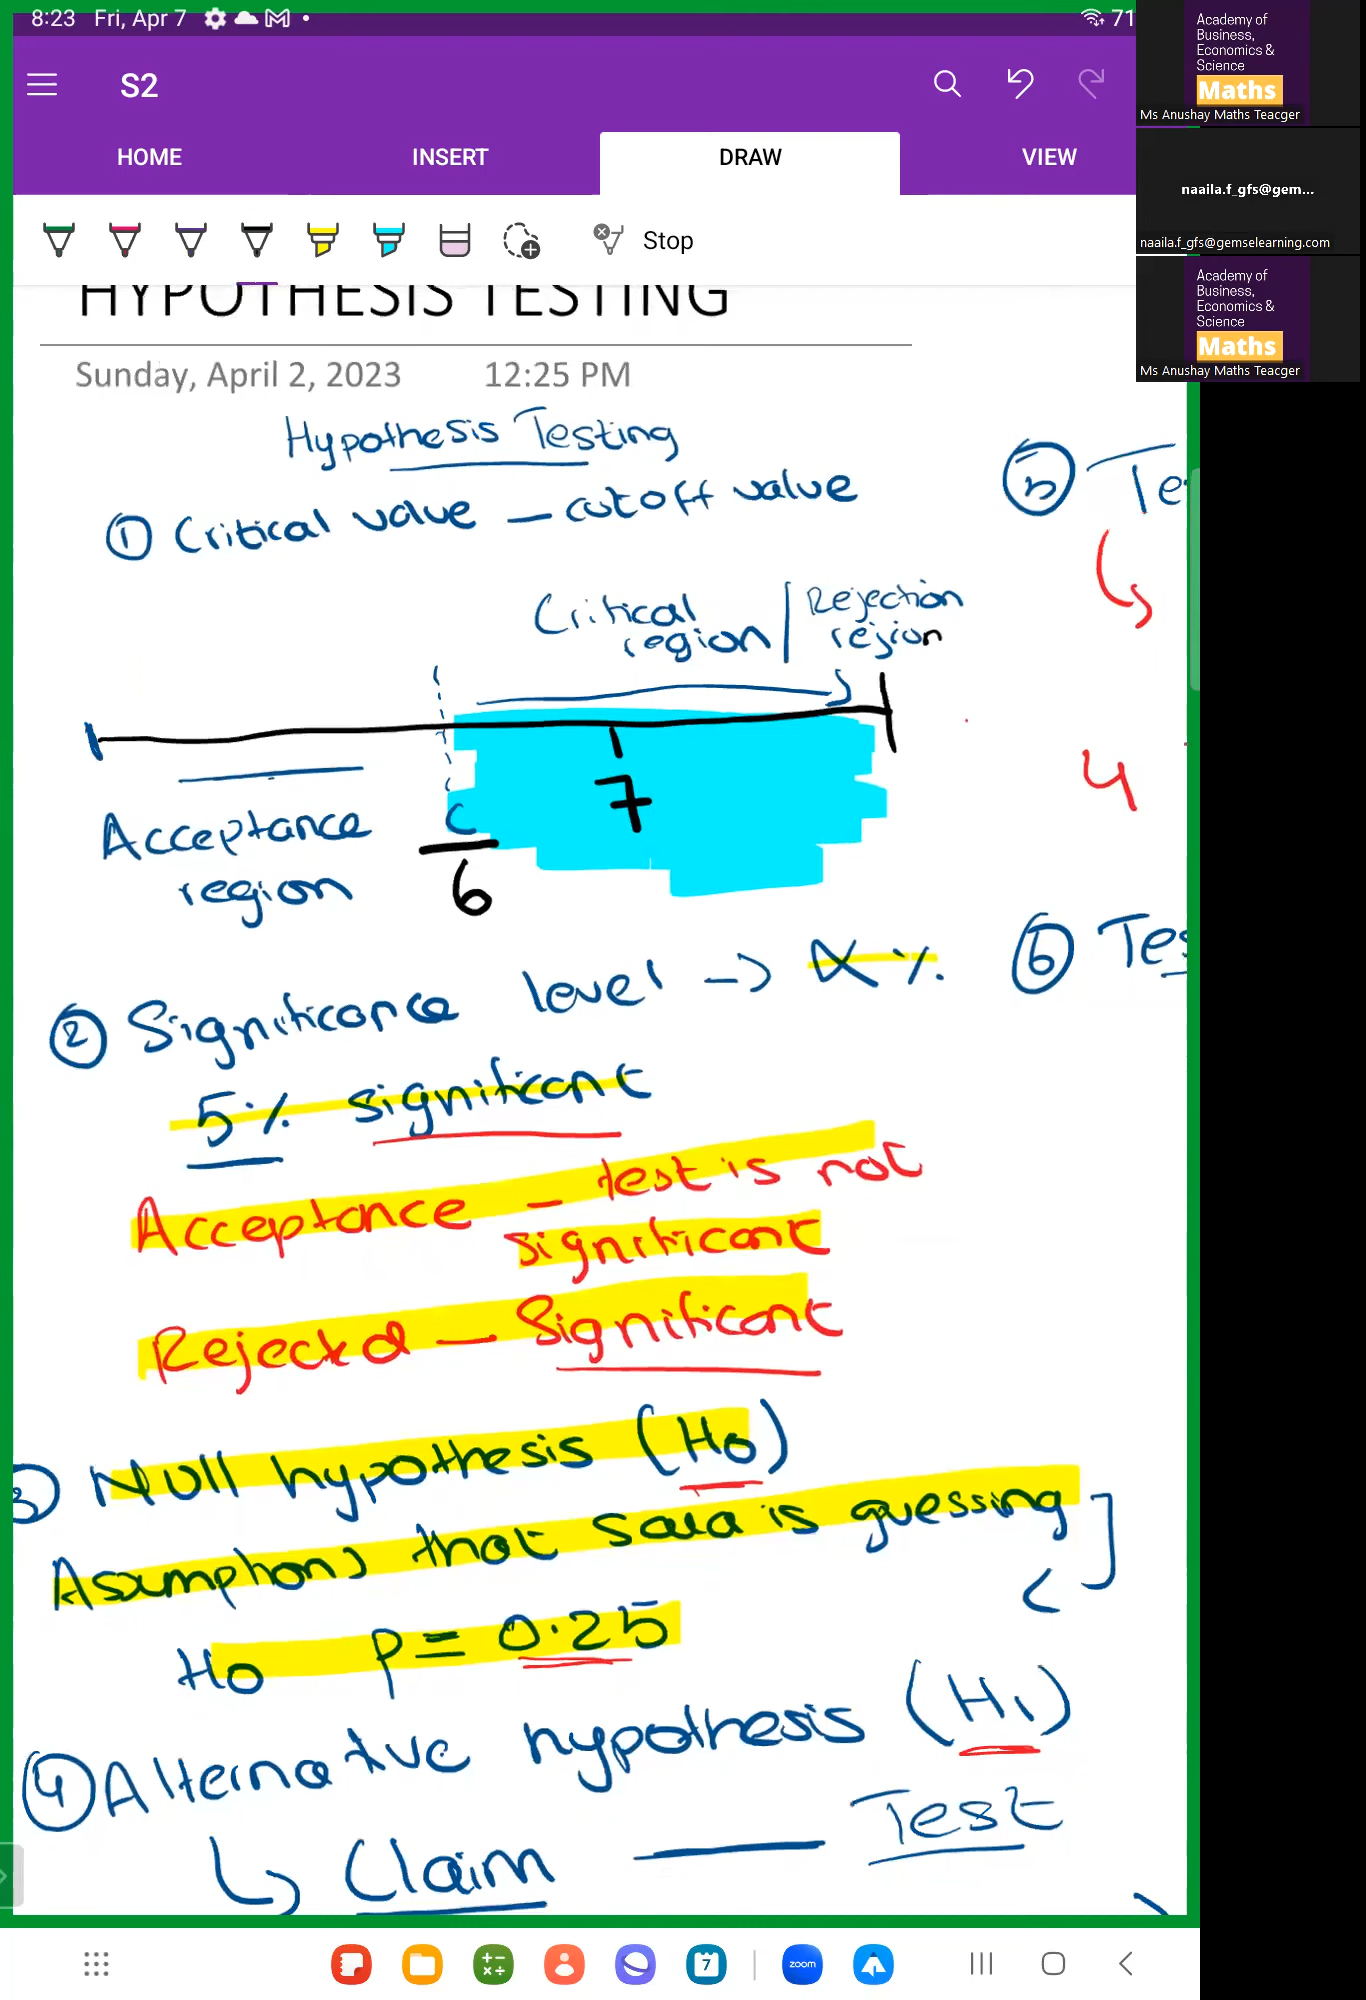 8:23 Fri, Apr 7
71
S2
HOME INSERT DRAW VIEW
Stop
HYPOTHESIS TESTING
Sunday, April 2, 2023 12:25 PM
Hypothesis Testing
① Critical value — cutoff value
Critical region | Rejection region
7
C
6
Acceptance
region
② Significance level -> α %
5% significant
Acceptance — test is not
significant
Rejected — Significant
3 Null hypothesis (H0)
Assumphons that Sara is guessing
H0 p = 0.25
④ Alternative hypothesis (H1)
Claim — Test
5 Te
4
⑥ Tes
Academy of
Business,
Economics &
Science
Maths
Ms Anushay Maths Teacger
naaila.f_gfs@gem...
naaila.f_gfs@gemselearning.com
Academy of
Business,
Economics &
Science
Maths
Ms Anushay Maths Teacger
7
zoom